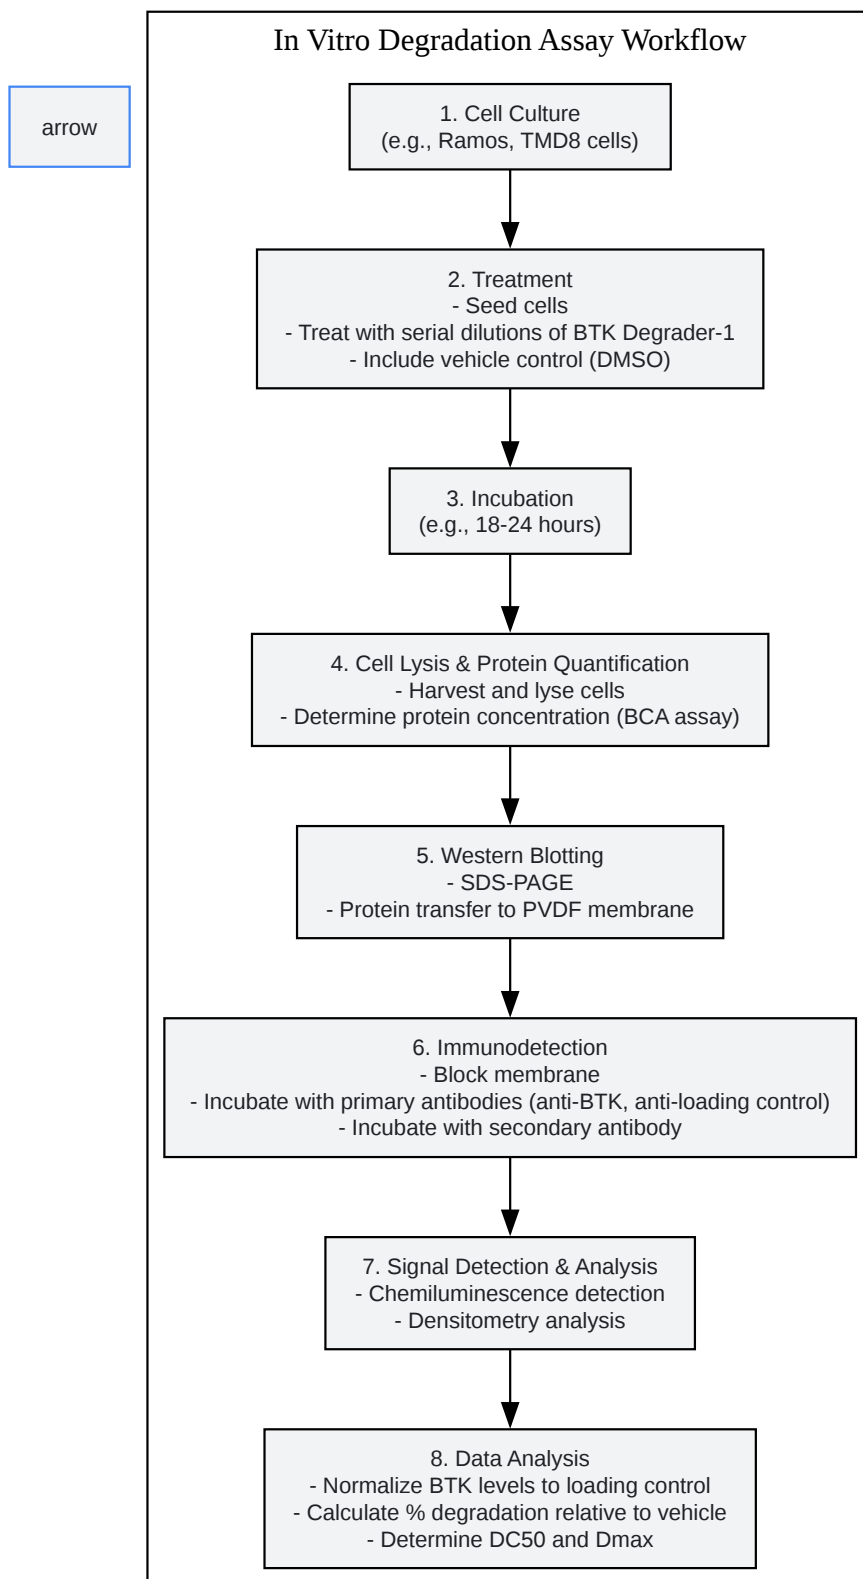 In Vitro Degradation Assay Workflow
arrow
1. Cell Culture
(e.g., Ramos, TMD8 cells)
2. Treatment
- Seed cells
- Treat with serial dilutions of BTK Degrader-1
- Include vehicle control (DMSO)
3. Incubation
(e.g., 18-24 hours)
4. Cell Lysis & Protein Quantification
- Harvest and lyse cells
- Determine protein concentration (BCA assay)
5. Western Blotting
- SDS-PAGE
- Protein transfer to PVDF membrane
6. Immunodetection
- Block membrane
- Incubate with primary antibodies (anti-BTK, anti-loading control)
- Incubate with secondary antibody
7. Signal Detection & Analysis
- Chemiluminescence detection
- Densitometry analysis
8. Data Analysis
- Normalize BTK levels to loading control
- Calculate % degradation relative to vehicle
- Determine DC50 and Dmax